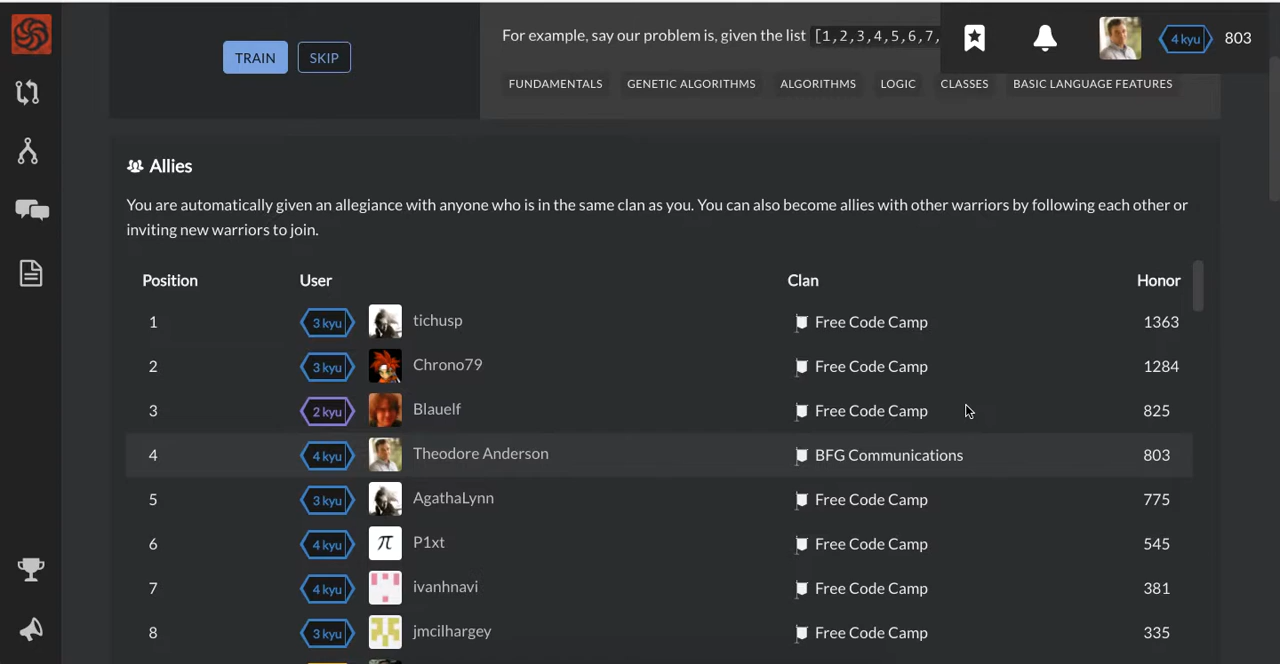 For example, say our problem is, given the list [1,2,3,4,5,6,7,
4 kyu 803
TRAIN SKIP
FUNDAMENTALS GENETIC ALGORITHMS ALGORITHMS LOGIC CLASSES BASIC LANGUAGE FEATURES
Allies
You are automatically given an allegiance with anyone who is in the same clan as you. You can also become allies with other warriors by following each other or
inviting new warriors to join.
Position User Clan Honor
1 3 kyu tichusp Free Code Camp 1363
2 3 kyu Chrono79 Free Code Camp 1284
3 2 kyu Blauelf Free Code Camp 825
4 4 kyu Theodore Anderson BFG Communications 803
5 3 kyu AgathaLynn Free Code Camp 775
6 4 kyu π P1xt Free Code Camp 545
7 4 kyu ivanhnavi Free Code Camp 381
8 3 kyu jmcilhargey Free Code Camp 335